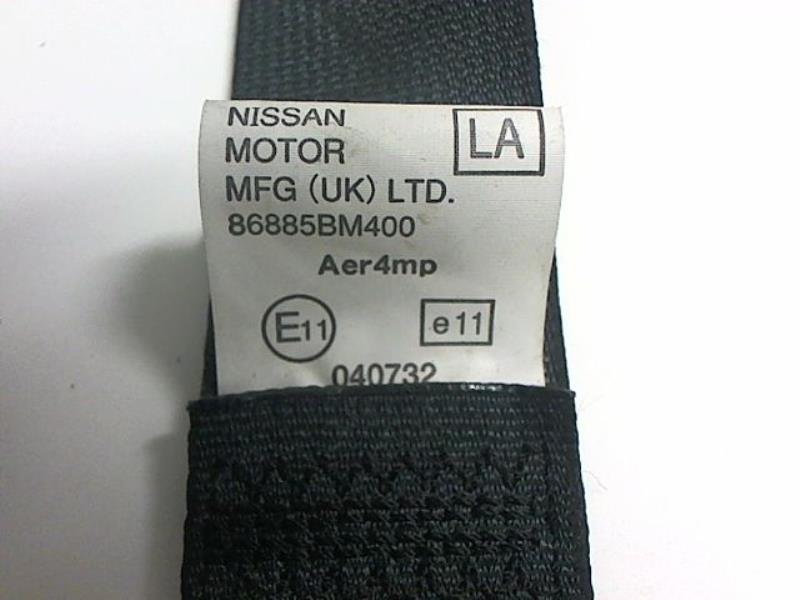 NISSAN
MOTOR LA
MFG (UK) LTD.
86885BM400
Aer4mp
E11 e11
040732